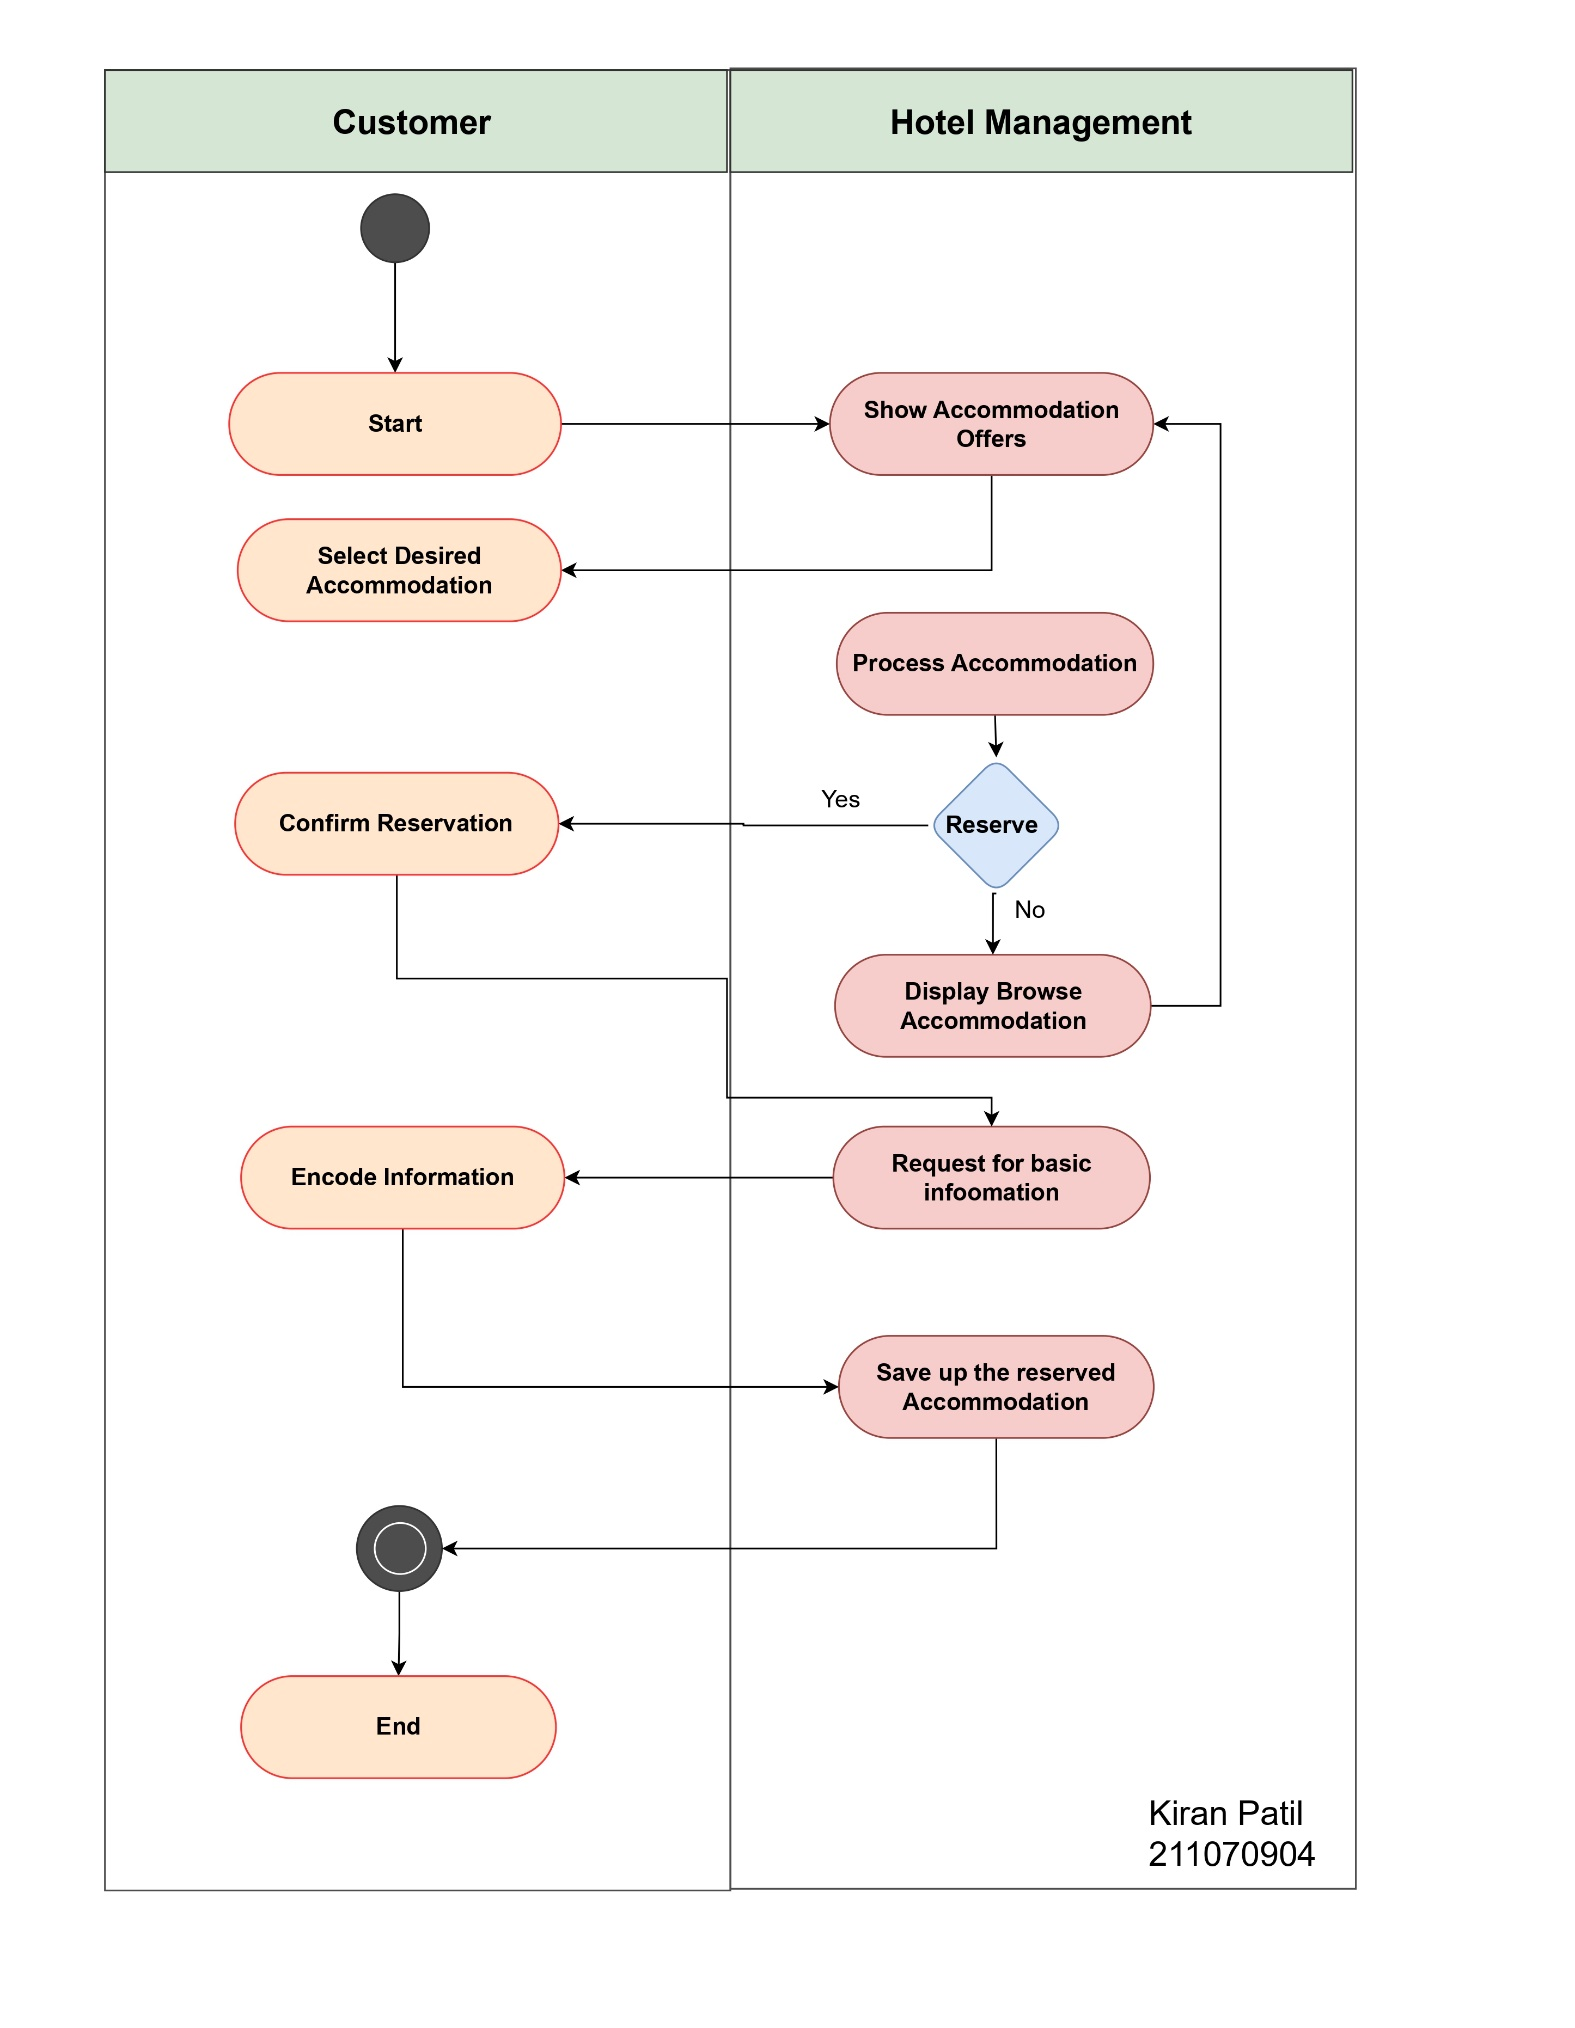 Customer
Hotel Management
Start
Show Accommodation
Offers
Select Desired
Accommodation
Process Accommodation
Confirm Reservation
Yes
Reserve
No
Display Browse
Accommodation
Encode Information
Request for basic
infoomation
Save up the reserved
Accommodation
End
Kiran Patil
211070904